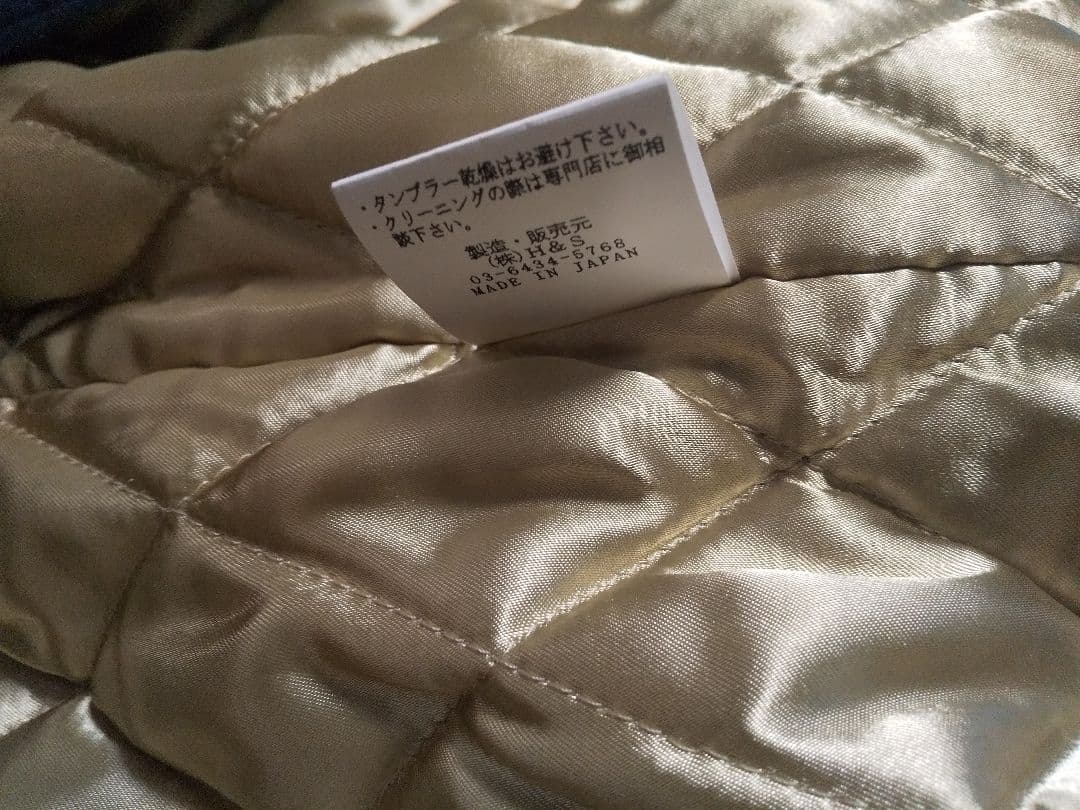 ・タンブラー乾燥はお避け下さい。
・クリーニングの際は専門店に御相
談下さい。
製造・販売元
(株)H&S
03-6434-5768
MADE IN JAPAN